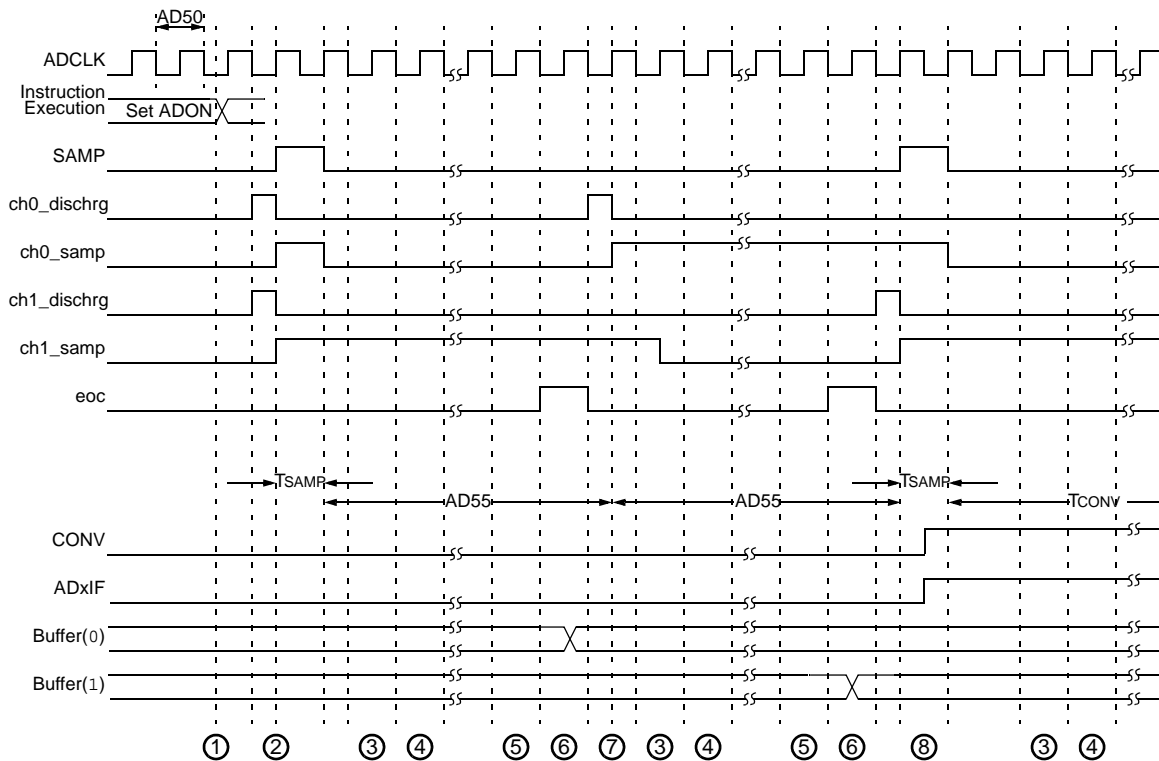 AD50
ADCLK
Instruction
Execution
Set ADON
SAMP
ch0_dischrg
ch0_samp
ch1_dischrg
ch1_samp
eoc
TSAMP
TSAMP
AD55
AD55
TCONV
CONV
ADxIF
Buffer(0)
Buffer(1)
1 2 3 4 5 6 7 3 4 5 6 8 3 4